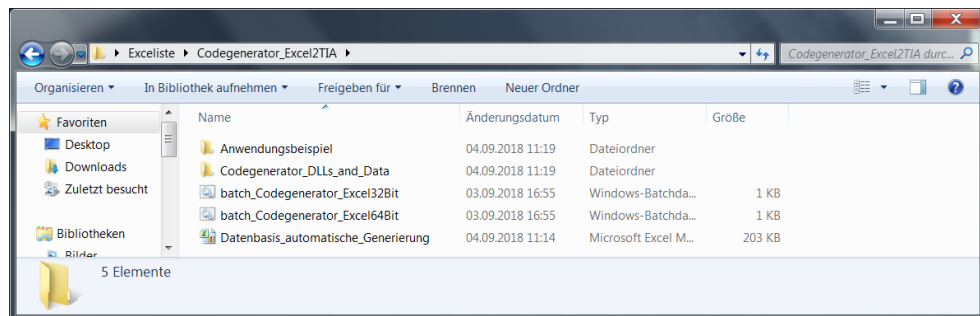 Exceliste ▸ Codegenerator_Excel2TIA ▸ Codegenerator_Excel2TIA durc...
Organisieren In Bibliothek aufnehmen Freigeben für Brennen Neuer Ordner
Favoriten
Desktop
Downloads
Zuletzt besucht
Bibliotheken
Bilder
Name Änderungsdatum Typ Größe
Anwendungsbeispiel 04.09.2018 11:19 Dateiordner
Codegenerator_DLLs_and_Data 04.09.2018 11:19 Dateiordner
batch_Codegenerator_Excel32Bit 03.09.2018 16:55 Windows-Batchda... 1 KB
batch_Codegenerator_Excel64Bit 03.09.2018 16:55 Windows-Batchda... 1 KB
Datenbasis_automatische_Generierung 04.09.2018 11:14 Microsoft Excel M... 203 KB
5 Elemente